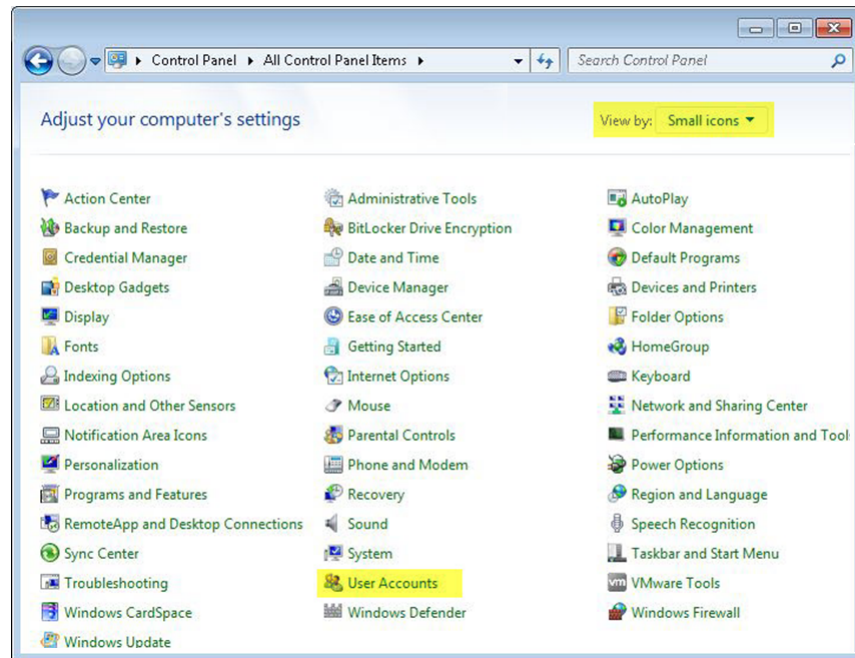 Control Panel ▸ All Control Panel Items ▸
Search Control Panel
Adjust your computer's settings
View by: Small icons
Action Center
Administrative Tools
AutoPlay
Backup and Restore
BitLocker Drive Encryption
Color Management
Credential Manager
Date and Time
Default Programs
Desktop Gadgets
Device Manager
Devices and Printers
Display
Ease of Access Center
Folder Options
Fonts
Getting Started
HomeGroup
Indexing Options
Internet Options
Keyboard
Location and Other Sensors
Mouse
Network and Sharing Center
Notification Area Icons
Parental Controls
Performance Information and Tool
Personalization
Phone and Modem
Power Options
Programs and Features
Recovery
Region and Language
RemoteApp and Desktop Connections
Sound
Speech Recognition
Sync Center
System
Taskbar and Start Menu
Troubleshooting
User Accounts
vm VMware Tools
Windows CardSpace
Windows Defender
Windows Firewall
Windows Update